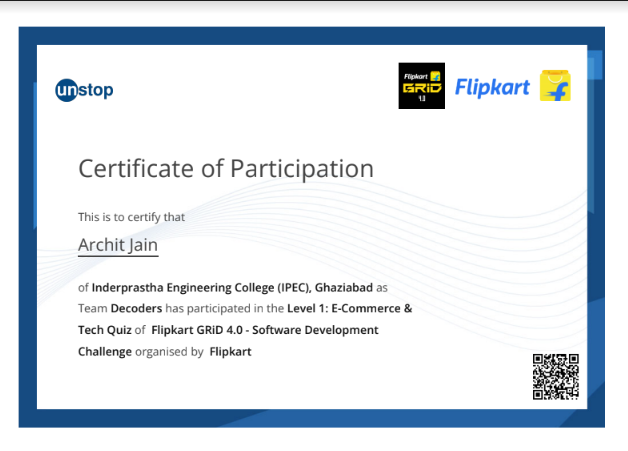 unstop
Flipkart
GRiD
Flipkart
Certificate of Participation
This is to certify that
Archit Jain
of Inderprastha Engineering College (IPEC), Ghaziabad as
Team Decoders has participated in the Level 1: E-Commerce &
Tech Quiz of Flipkart GRiD 4.0 - Software Development
Challenge organised by Flipkart